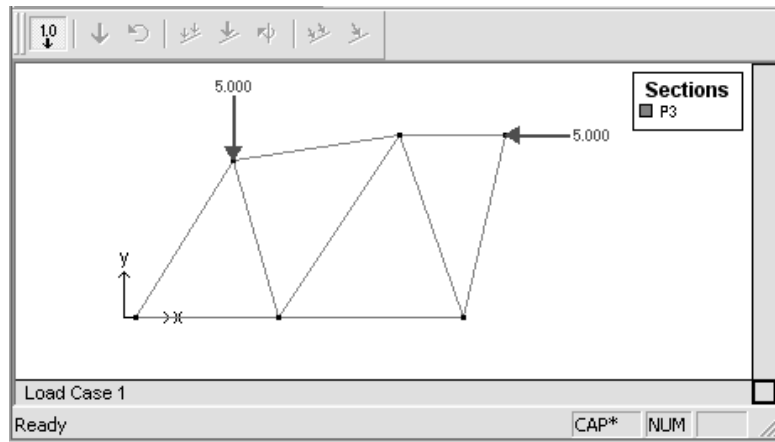 1.0
5.000
Sections
P3
5.000
y
x
Load Case 1
Ready CAP* NUM